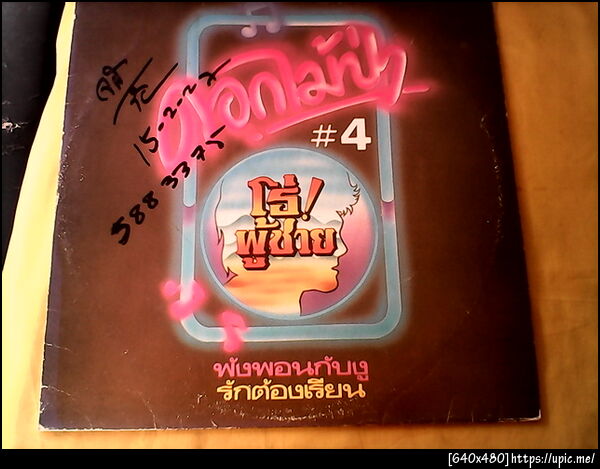 ดอกไม้ป่า
#4
15-2-27
588 3375
โธ่!
ผู้ชาย
พังพอนกับงู
รักต้องเรียน
[640x480]https://upic.me/